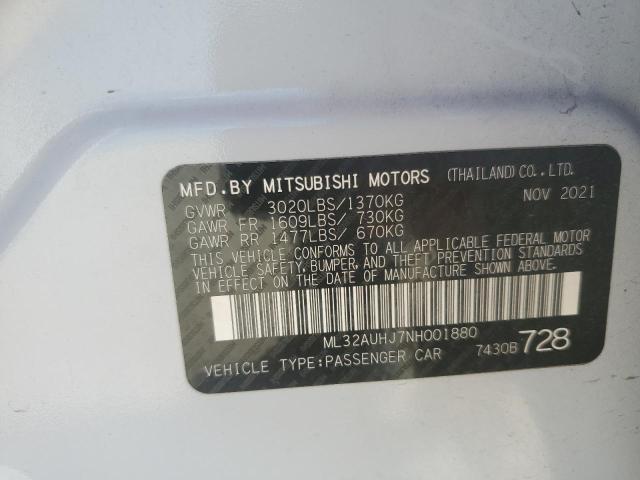 MFD.BY MITSUBISHI MOTORS (THAILAND)CO.,LTD.
NOV 2021
GVWR 3020LBS/1370KG
GAWR FR 1609LBS/ 730KG
GAWR RR 1477LBS/ 670KG
THIS VEHICLE CONFORMS TO ALL APPLICABLE FEDERAL MOTOR
VEHICLE SAFETY,BUMPER,AND THEFT PREVENTION STANDARDS
IN EFFECT ON THE DATE OF MANUFACTURE SHOWN ABOVE.
ML32AUHJ7NH001880
VEHICLE TYPE:PASSENGER CAR 7430B 728